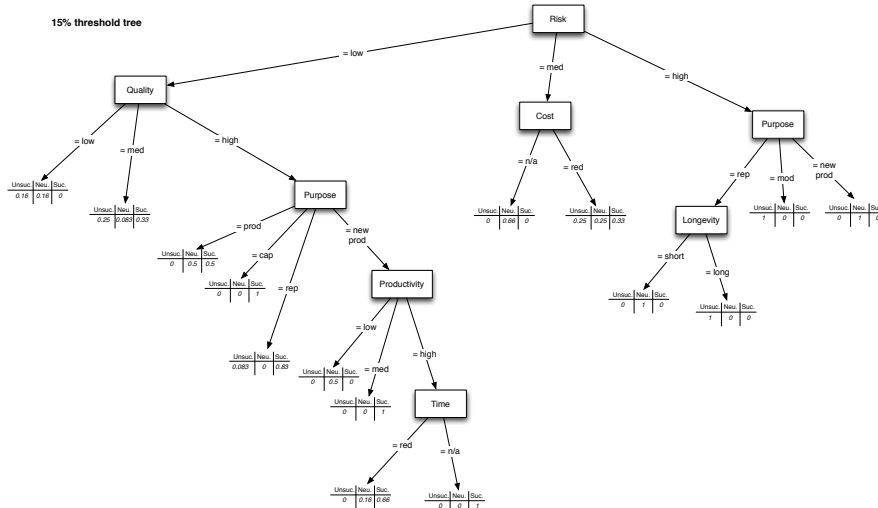 15% threshold tree
Risk
= low
= med
= high
Quality
Cost
Purpose
= low
= med
= high
= n/a
= red
= rep
= mod
= new
prod
Unsuc. Neu. Suc.
0.16 0.16 0
Unsuc. Neu. Suc.
0.25 0.083 0.33
Purpose
Unsuc. Neu. Suc.
0 0.66 0
Unsuc. Neu. Suc.
0.25 0.25 0.33
Longevity
Unsuc. Neu. Suc.
1 0 0
Unsuc. Neu. Suc.
0 1 0
= prod
= cap
= rep
= new
prod
= short
= long
Unsuc. Neu. Suc.
0 0.5 0.5
Unsuc. Neu. Suc.
0 0 1
Productivity
Unsuc. Neu. Suc.
0 1 0
Unsuc. Neu. Suc.
1 0 0
Unsuc. Neu. Suc.
0.083 0 0.83
= low
= med
= high
Unsuc. Neu. Suc.
0 0.5 0
Unsuc. Neu. Suc.
0 0 1
Time
= red
= n/a
Unsuc. Neu. Suc.
0 0.16 0.66
Unsuc. Neu. Suc.
0 0 1